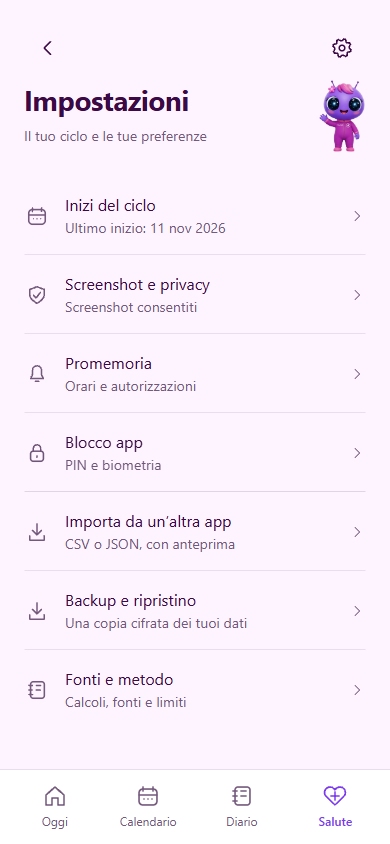 Impostazioni
Il tuo ciclo e le tue preferenze
Inizi del ciclo
Ultimo inizio: 11 nov 2026
Screenshot e privacy
Screenshot consentiti
Promemoria
Orari e autorizzazioni
Blocco app
PIN e biometria
Importa da un'altra app
CSV o JSON, con anteprima
Backup e ripristino
Una copia cifrata dei tuoi dati
Fonti e metodo
Calcoli, fonti e limiti
Oggi
Calendario
Diario
Salute